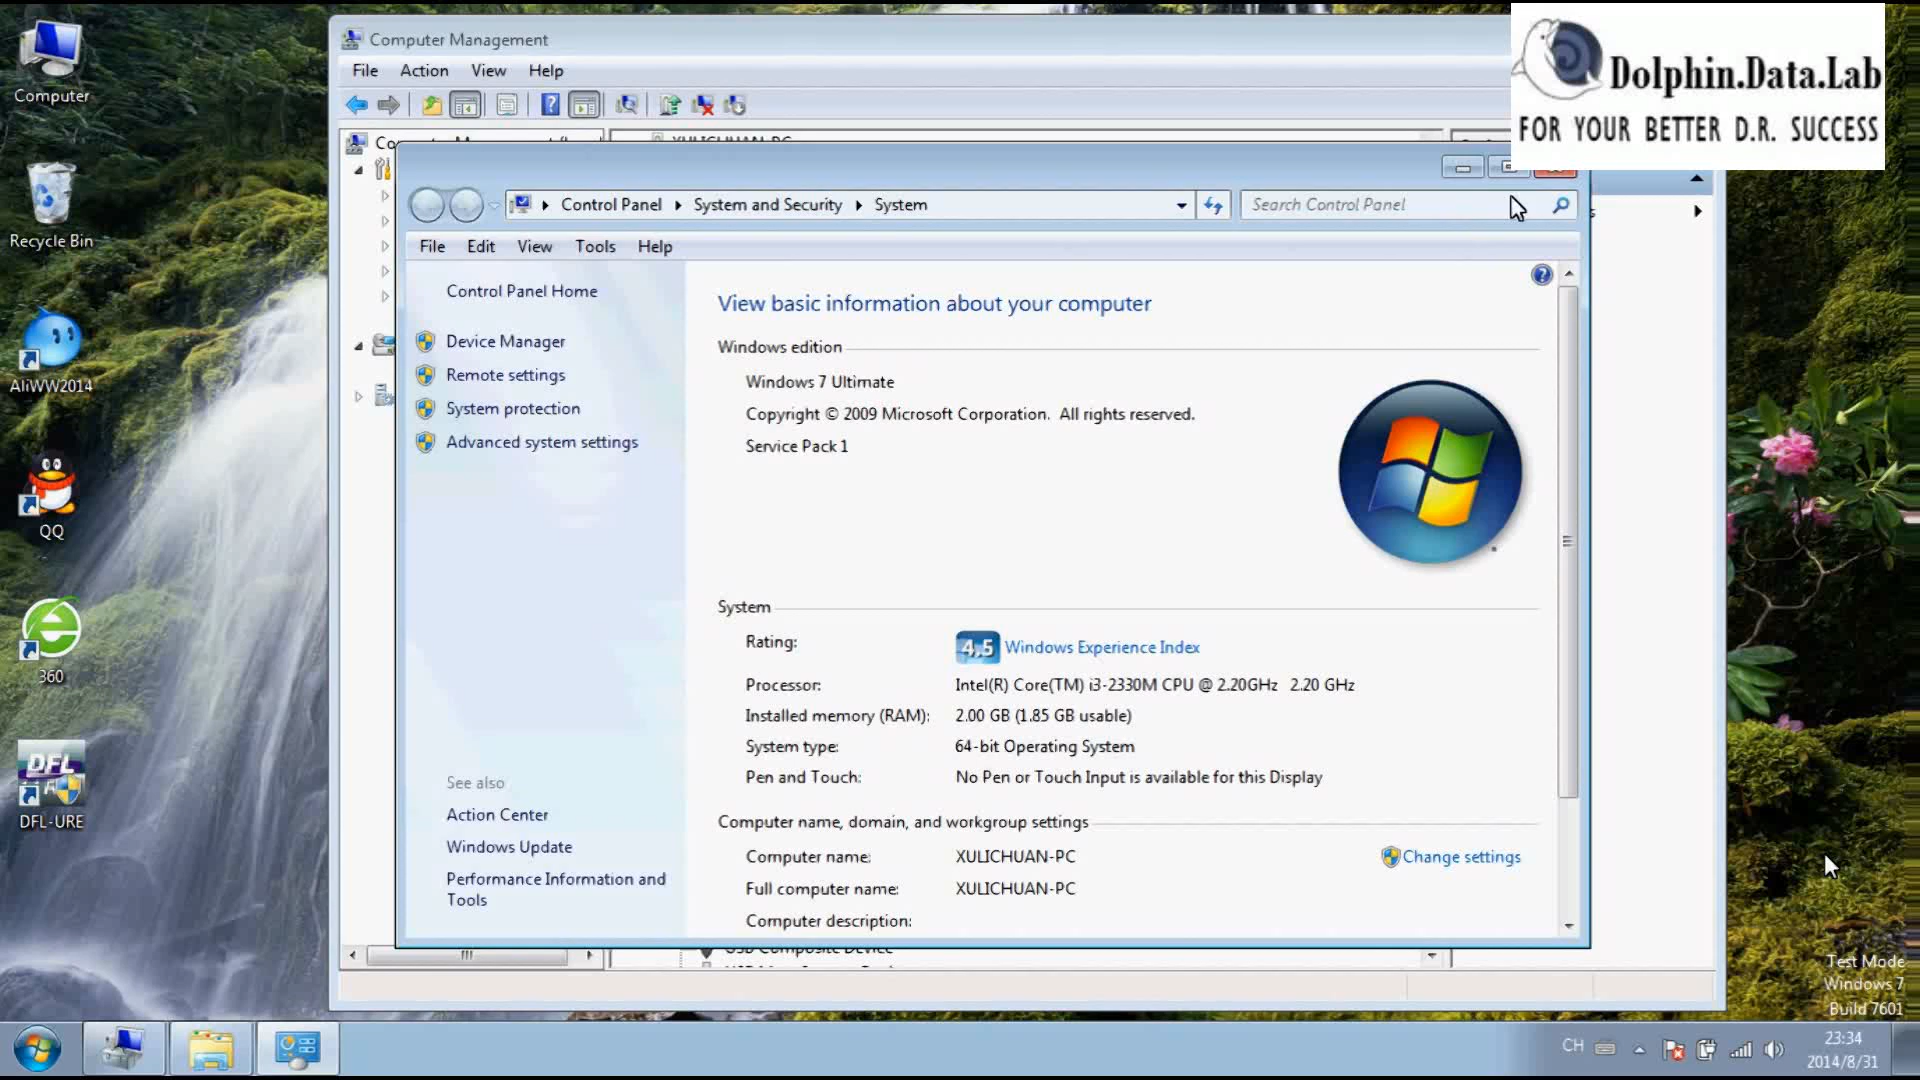 Computer
Recycle Bin
AliWW2014
QQ
360
DFL
DFL-URE
Computer Management
File Action View Help
XULICHUAN-PC
Dolphin.Data.Lab
FOR YOUR BETTER D.R. SUCCESS
Control Panel System and Security System
Search Control Panel
File Edit View Tools Help
Control Panel Home
Device Manager
Remote settings
System protection
Advanced system settings
See also
Action Center
Windows Update
Performance Information and
Tools
View basic information about your computer
Windows edition
Windows 7 Ultimate
Copyright © 2009 Microsoft Corporation. All rights reserved.
Service Pack 1
System
Rating: 4,5 Windows Experience Index
Processor: Intel(R) Core(TM) i3-2330M CPU @ 2.20GHz 2.20 GHz
Installed memory (RAM): 2.00 GB (1.85 GB usable)
System type: 64-bit Operating System
Pen and Touch: No Pen or Touch Input is available for this Display
Computer name, domain, and workgroup settings
Computer name: XULICHUAN-PC
Change settings
Full computer name: XULICHUAN-PC
Computer description:
USB Composite Device
Test Mode
Windows 7
Build 7601
CH
23:34
2014/8/31